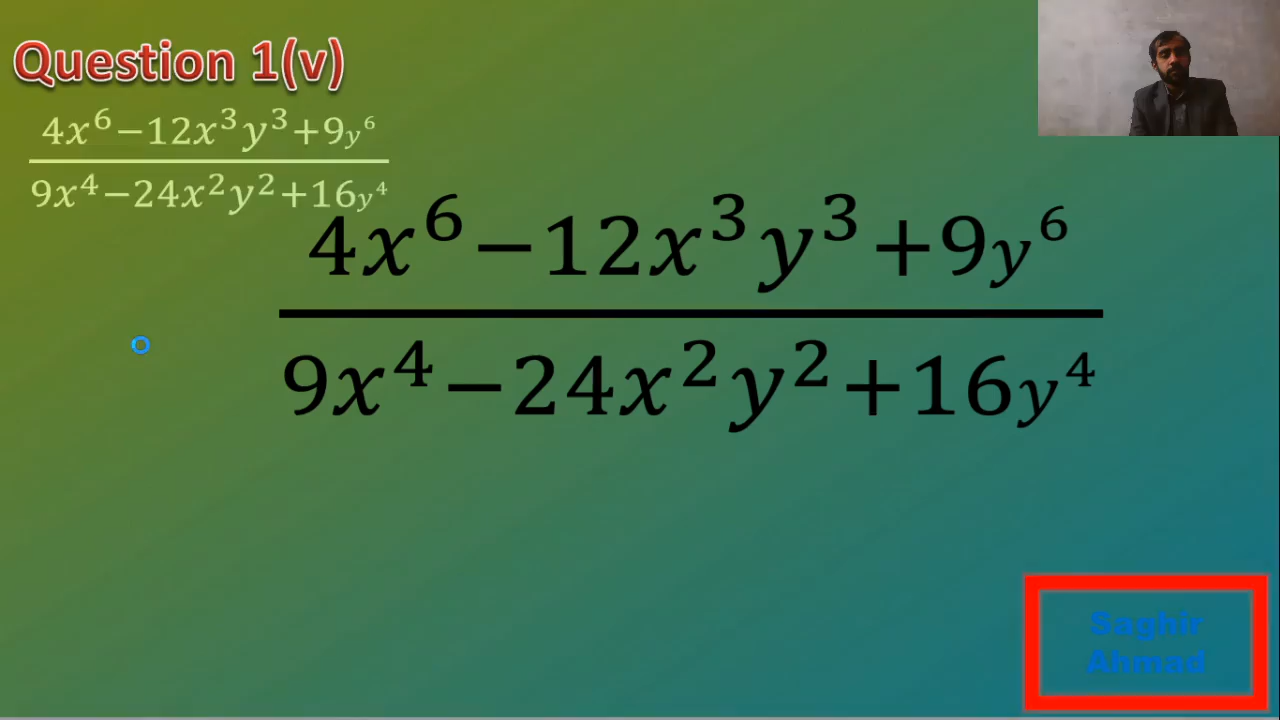 Question 1(v)
4x⁶−12x³y³+9y⁶
9x⁴−24x²y²+16y⁴
4x⁶−12x³y³+9y⁶
9x⁴−24x²y²+16y⁴
Saghir
Ahmad